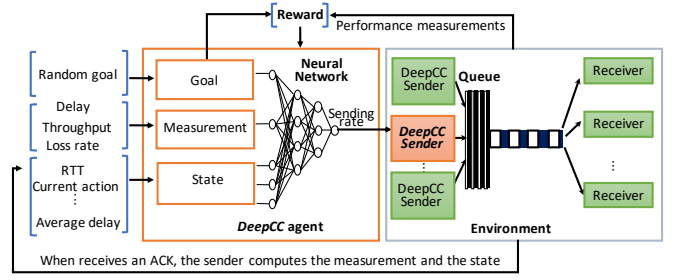 [Reward]
Performance measurements
Random goal
Delay
Throughput
Loss rate
RTT
Current action
⋮
Average delay
Goal
Measurement
State
Neural
Network
Sending
rate
DeepCC agent
DeepCC
Sender
DeepCC
Sender
⋮
DeepCC
Sender
Queue
Receiver
Receiver
⋮
Receiver
Environment
When receives an ACK, the sender computes the measurement and the state